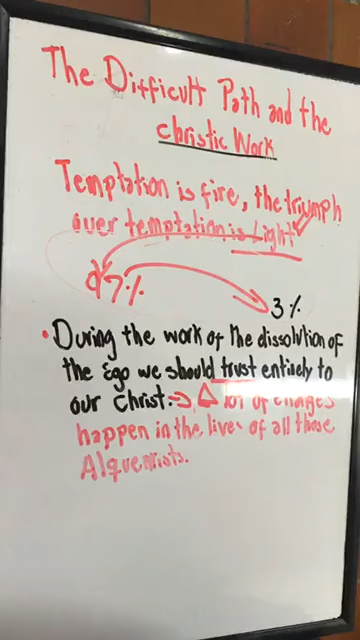 The Difficult Path and the
Christic Work
Temptation is fire, the triumph
over temptation is Light
97% 3%
• During the work of the dissolution of
the Ego we should trust entirely to
our Christ. → A lot of changes
happen in the lives of all those
Alquemists.